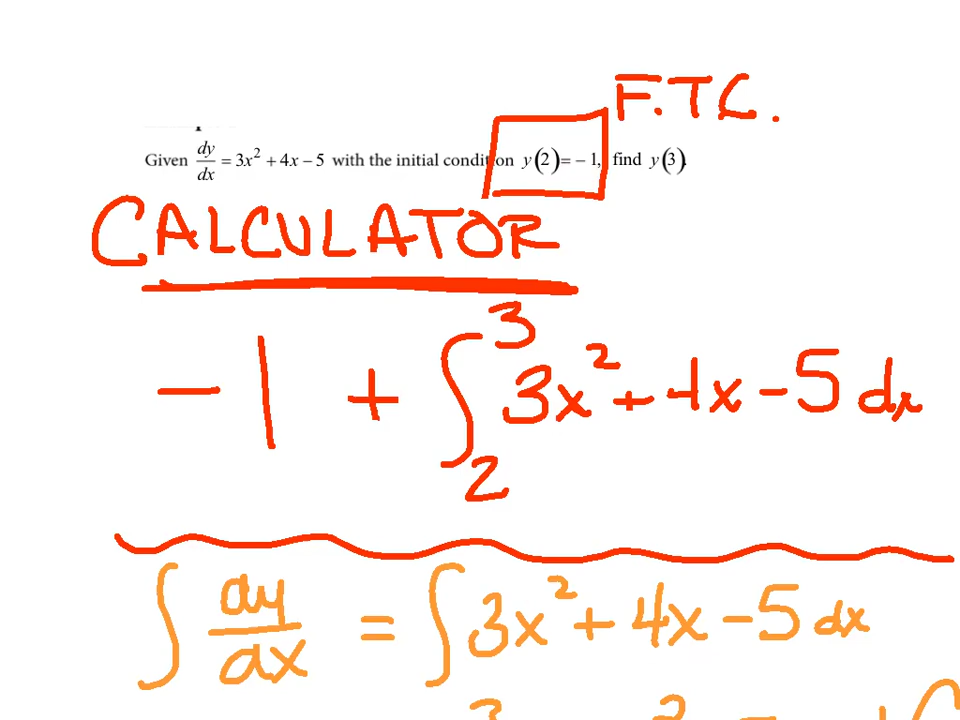 F.T.C.
Given dy/dx = 3x² + 4x − 5 with the initial condition y(2) = − 1, find y(3).
CALCULATOR
− 1 + ∫₂³ 3x² + 4x − 5 dx
∫ dy/dx = ∫ 3x² + 4x − 5 dx